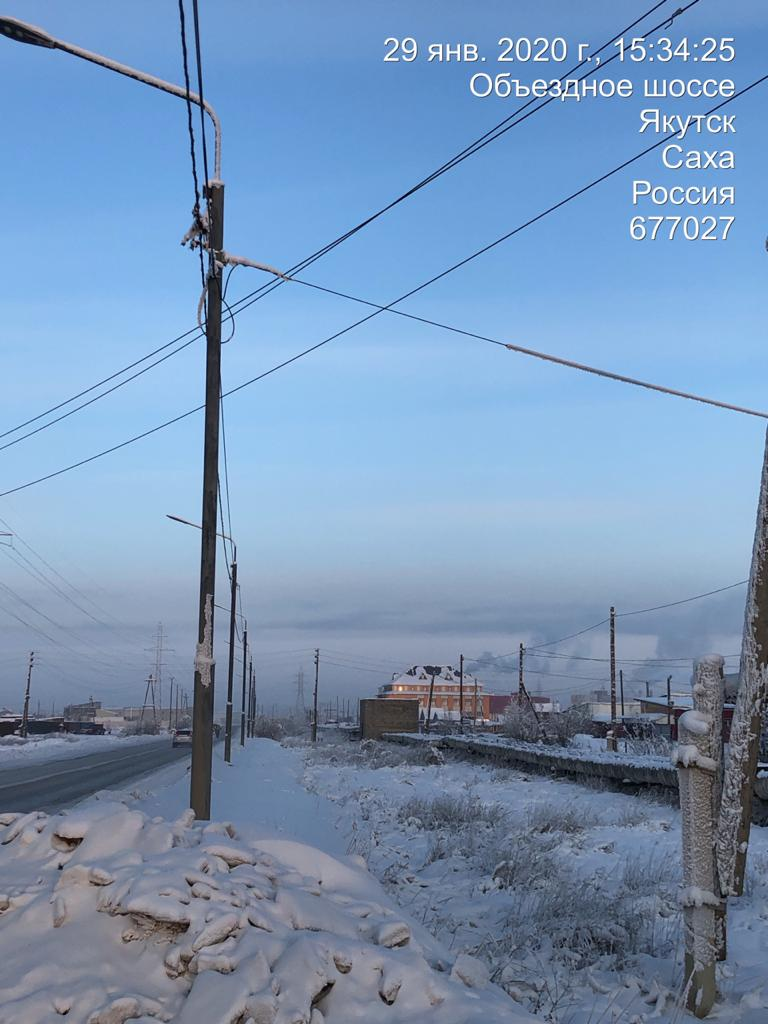 29 янв. 2020 г., 15:34:25
Объездное шоссе
Якутск
Саха
Россия
677027